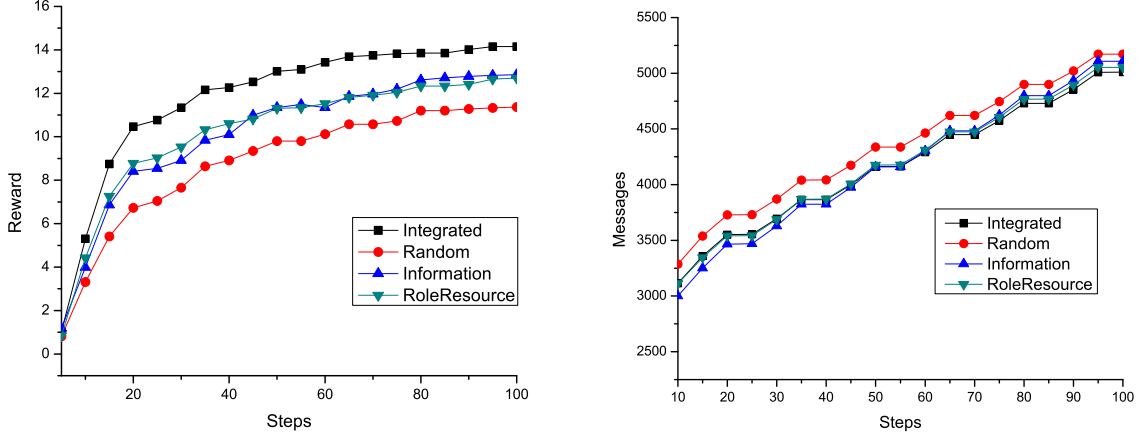 16
14
12
10
8
6
4
2
0
Reward
20
40
60
80
100
Steps
Integrated
Random
Information
RoleResource
5500
5000
4500
4000
3500
3000
2500
Messages
10
20
30
40
50
60
70
80
90
100
Steps
Integrated
Random
Information
RoleResource